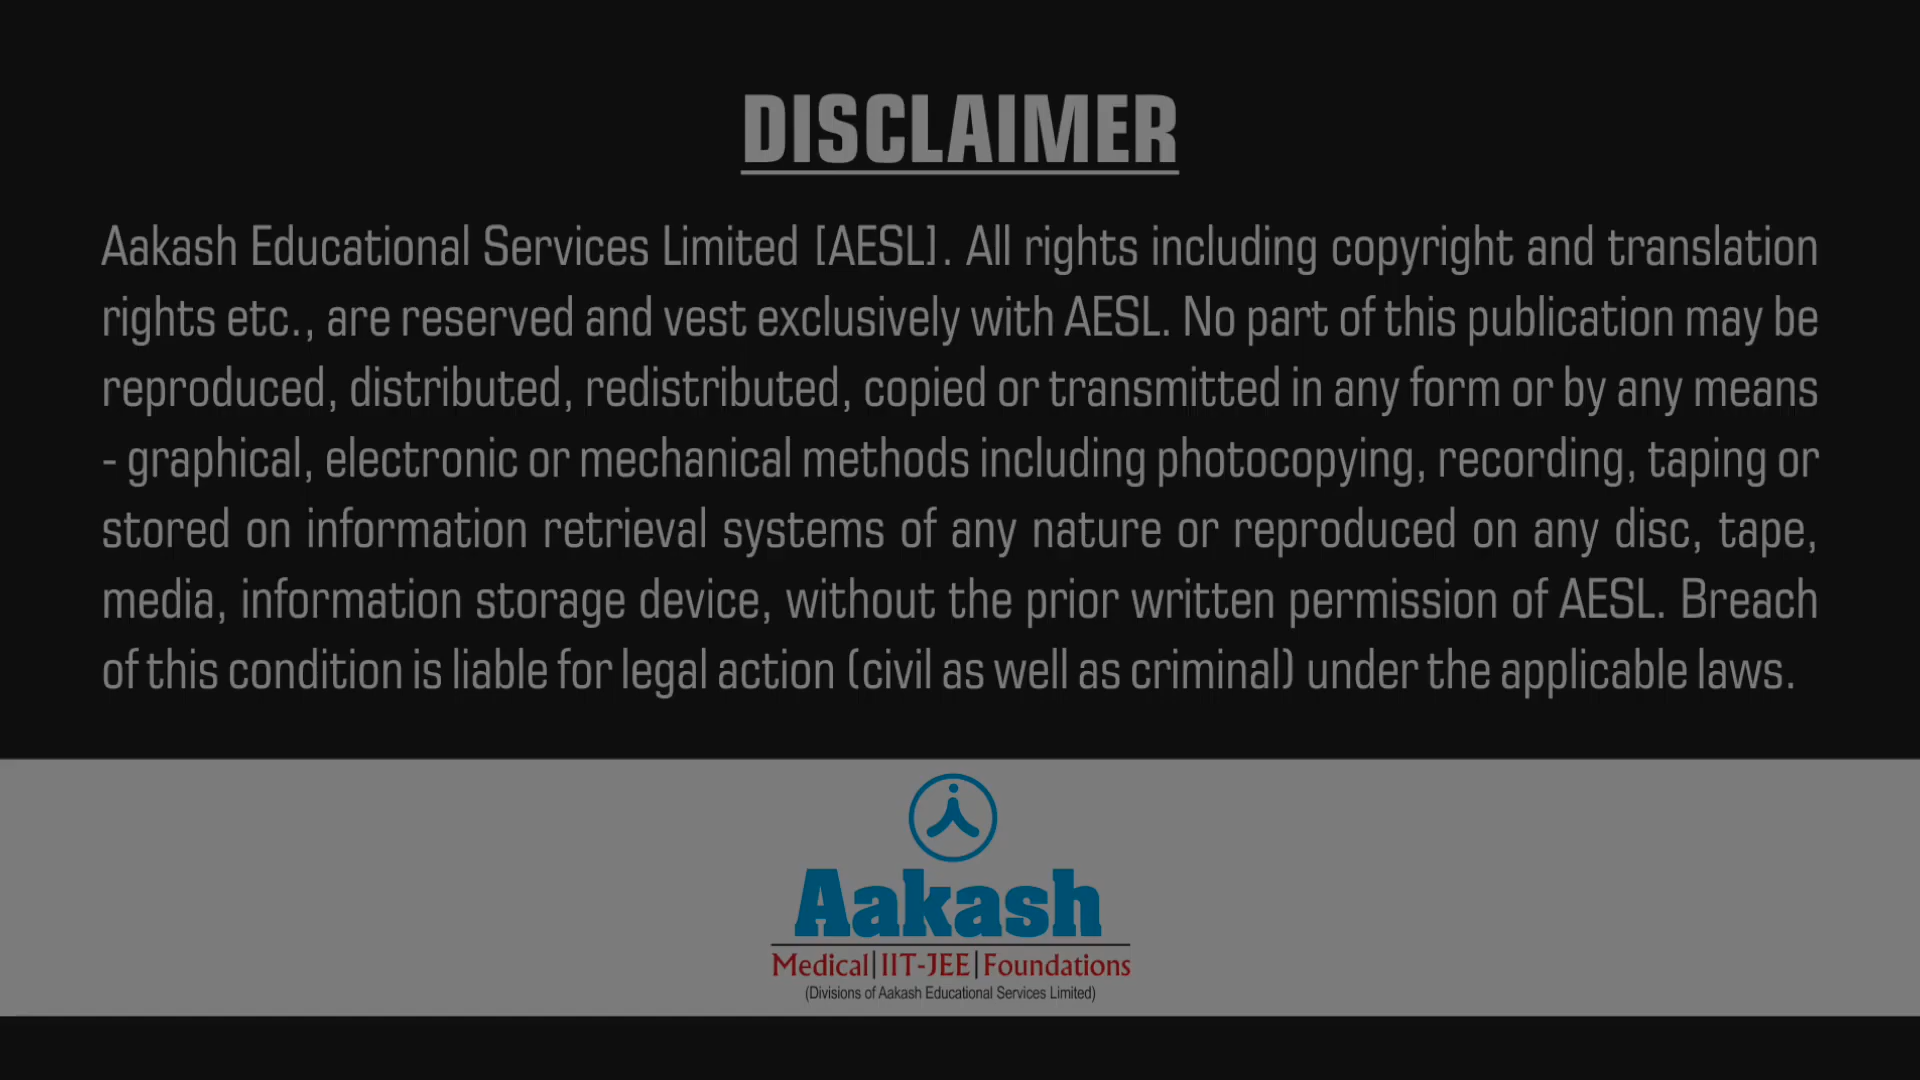 DISCLAIMER
Aakash Educational Services Limited [AESL]. All rights including copyright and translation
rights etc., are reserved and vest exclusively with AESL. No part of this publication may be
reproduced, distributed, redistributed, copied or transmitted in any form or by any means
- graphical, electronic or mechanical methods including photocopying, recording, taping or
stored on information retrieval systems of any nature or reproduced on any disc, tape,
media, information storage device, without the prior written permission of AESL. Breach
of this condition is liable for legal action (civil as well as criminal) under the applicable laws.
Aakash
Medical|IIT-JEE|Foundations
(Divisions of Aakash Educational Services Limited)